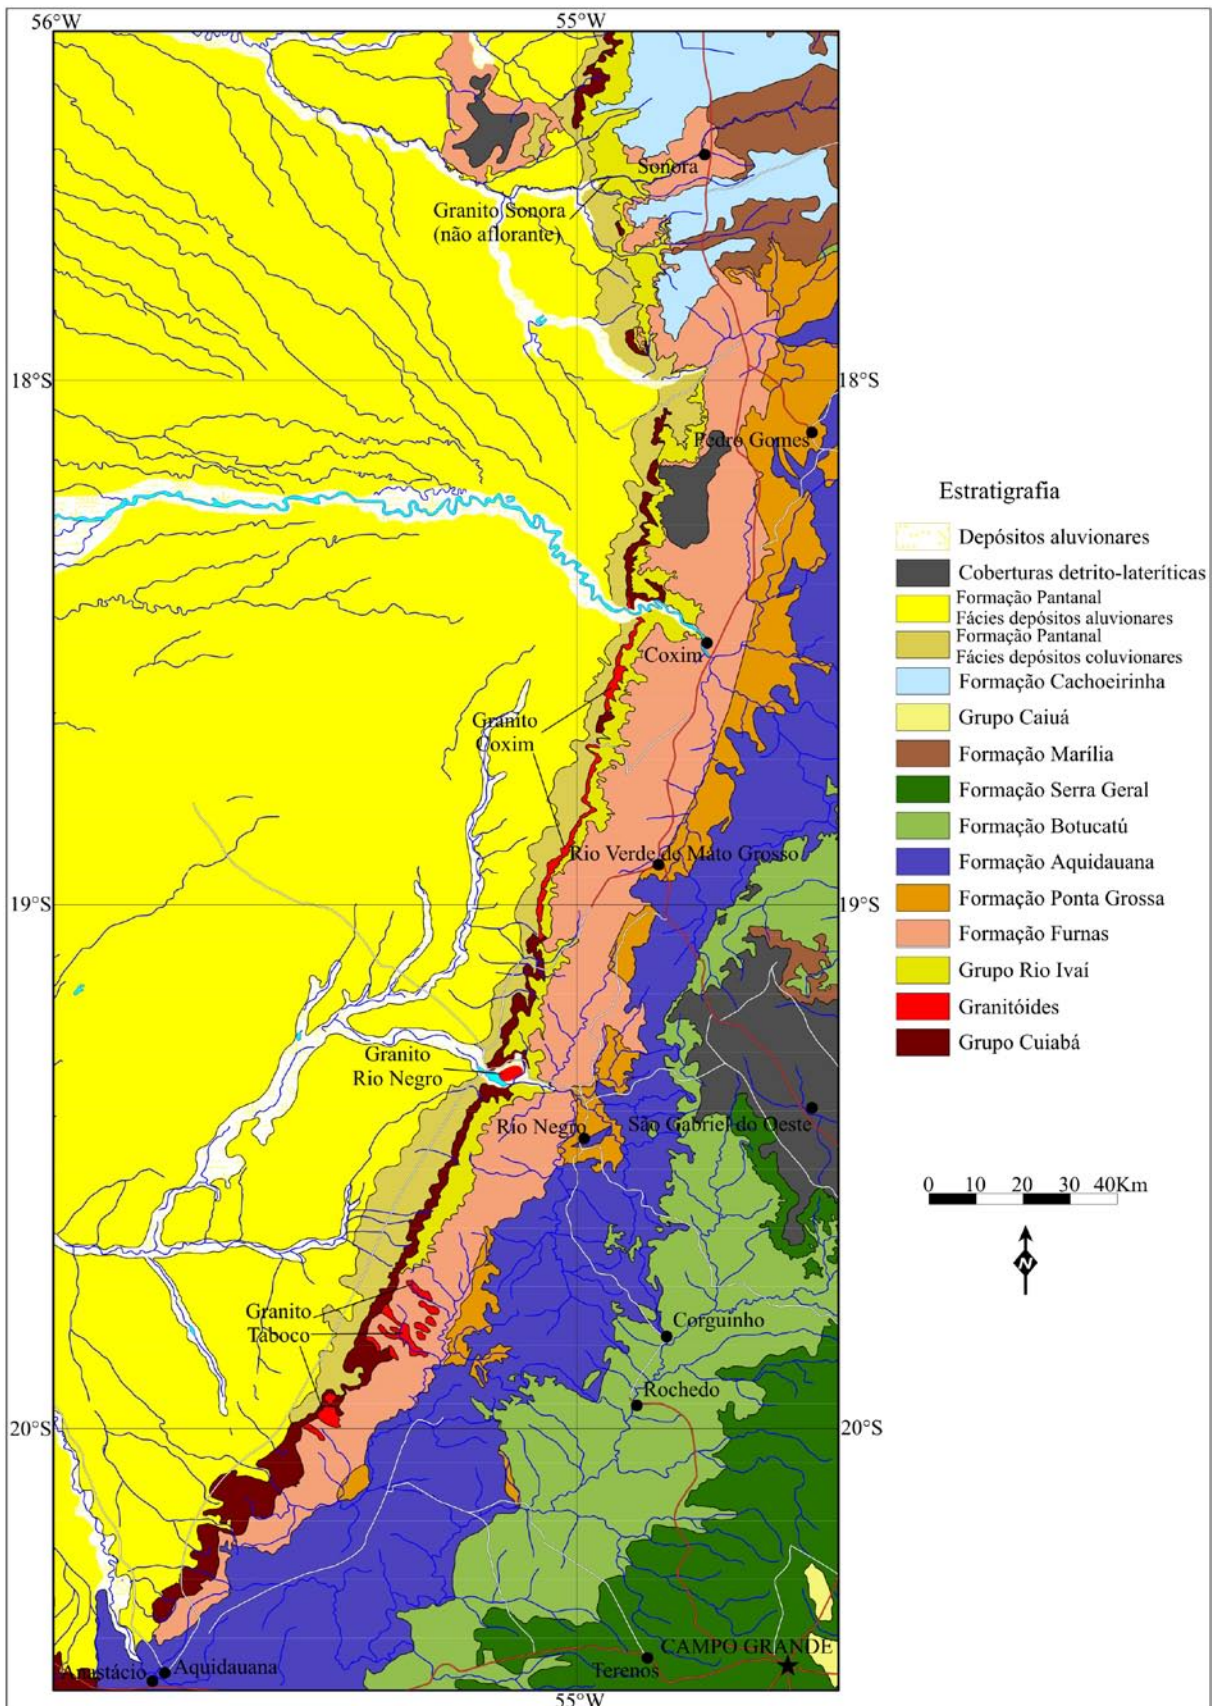 56°W
55°W
Sonora
Granito Sonora
(não aflorante)
18°S
18°S
Pedro Gomes
Estratigrafia
Depósitos aluvionares
Coberturas detrito-lateríticas
Formação Pantanal
Fácies depósitos aluvionares
Formação Pantanal
Fácies depósitos coluvionares
Formação Cachoeirinha
Grupo Caiuá
Formação Marília
Formação Serra Geral
Formação Botucatú
Formação Aquidauana
Formação Ponta Grossa
Formação Furnas
Grupo Rio Ivaí
Granitóides
Grupo Cuiabá
Coxim
Granito
Coxim
Rio Verde de Mato Grosso
19°S
19°S
Granito
Rio Negro
Rio Negro
São Gabriel do Oeste
0 10 20 30 40Km
N
Granito
Taboco
Corguinho
Rochedo
20°S
20°S
CAMPO GRANDE
Terenos
Anastácio
Aquidauana
55°W